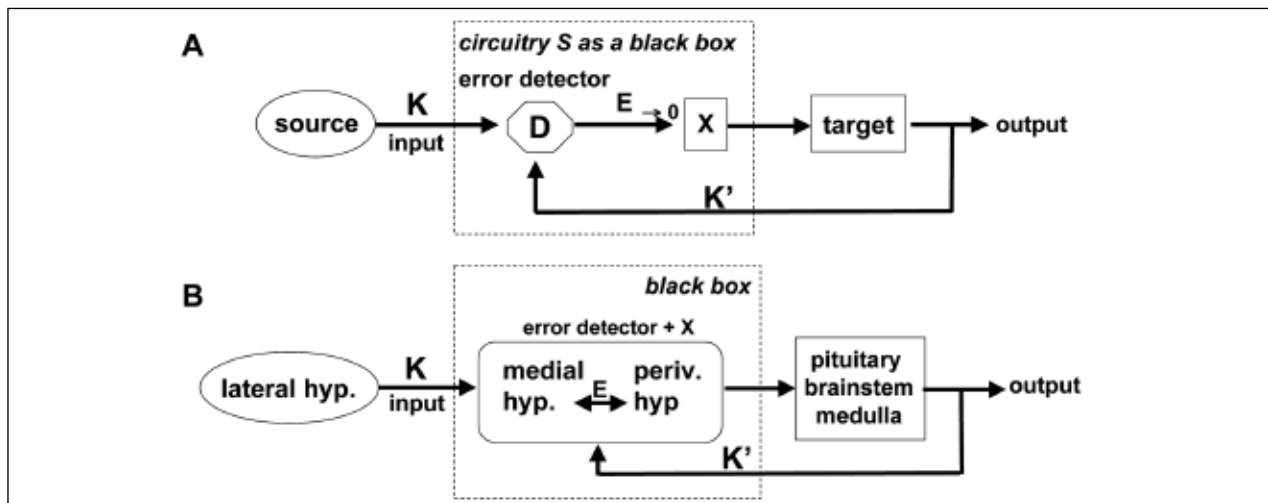 A
circuitry S as a black box
error detector
K
E → 0
source
D
X
target
output
input
K’
B
black box
error detector + X
K
medial
hyp.
E
periv.
hyp
pituitary
brainstem
medulla
lateral hyp.
output
input
K’